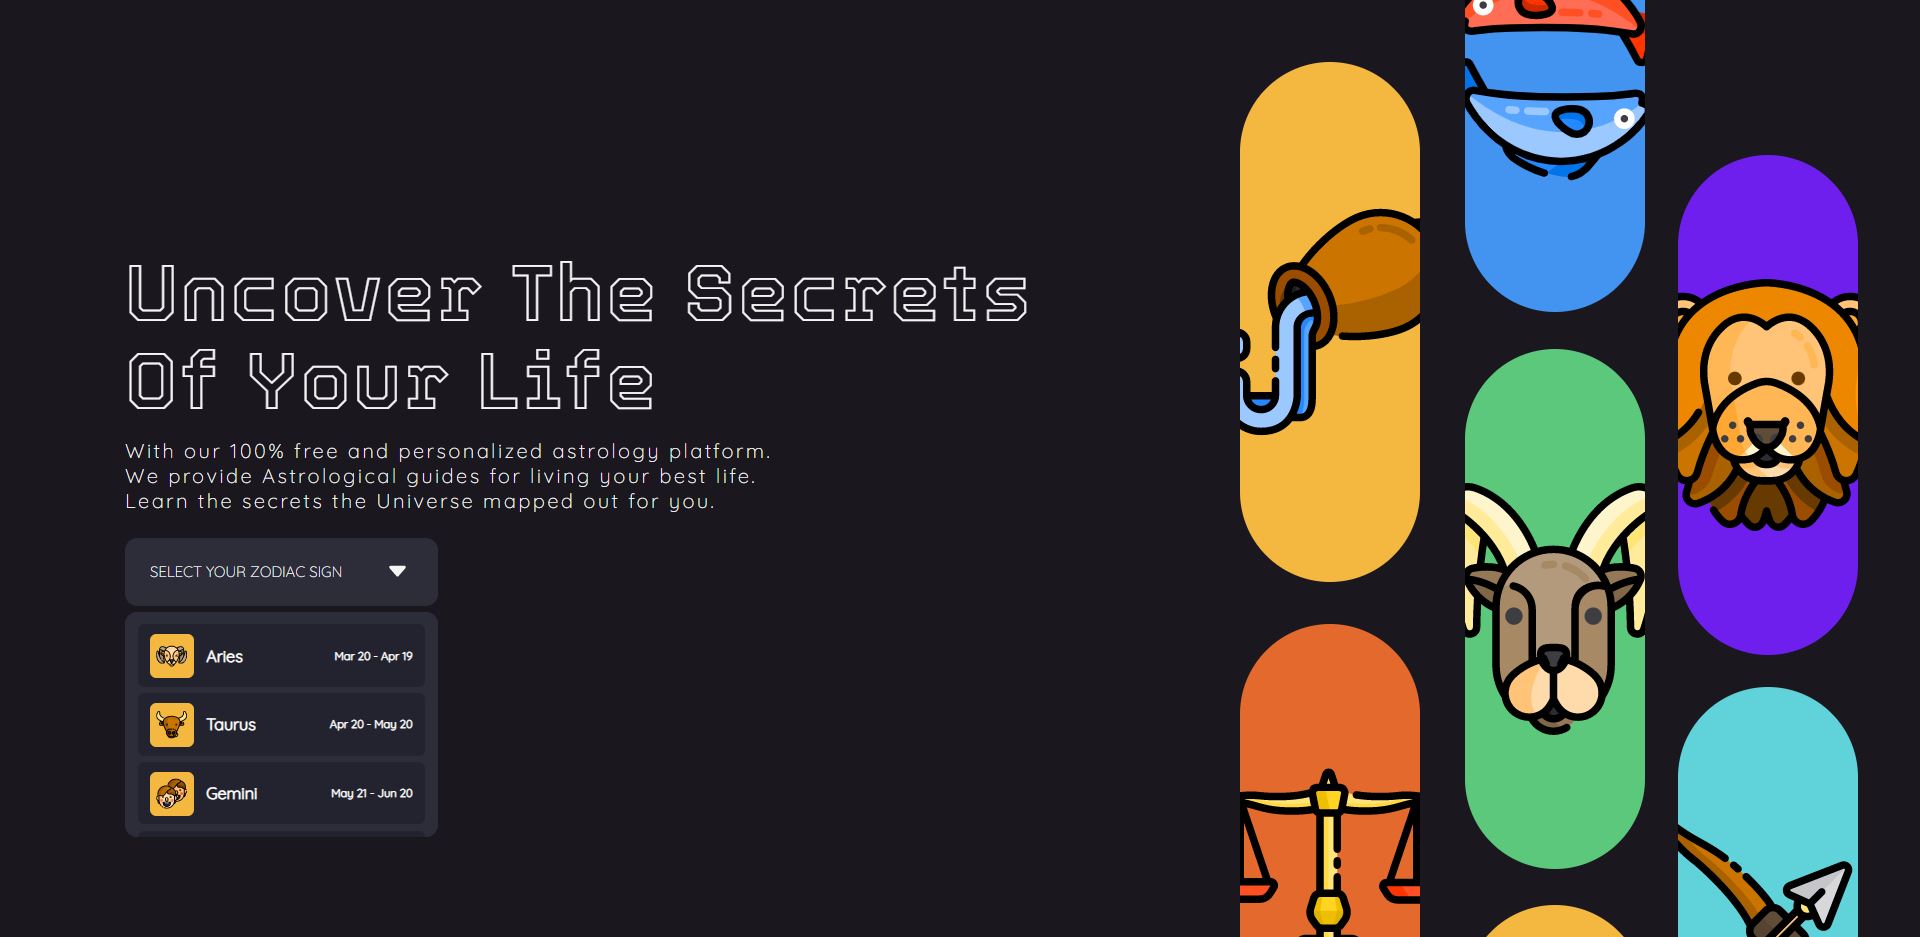 Uncover The Secrets
Of Your Life
With our 100% free and personalized astrology platform.
We provide Astrological guides for living your best life.
Learn the secrets the Universe mapped out for you.
SELECT YOUR ZODIAC SIGN
Aries Mar 20 - Apr 19
Taurus Apr 20 - May 20
Gemini May 21 - Jun 20